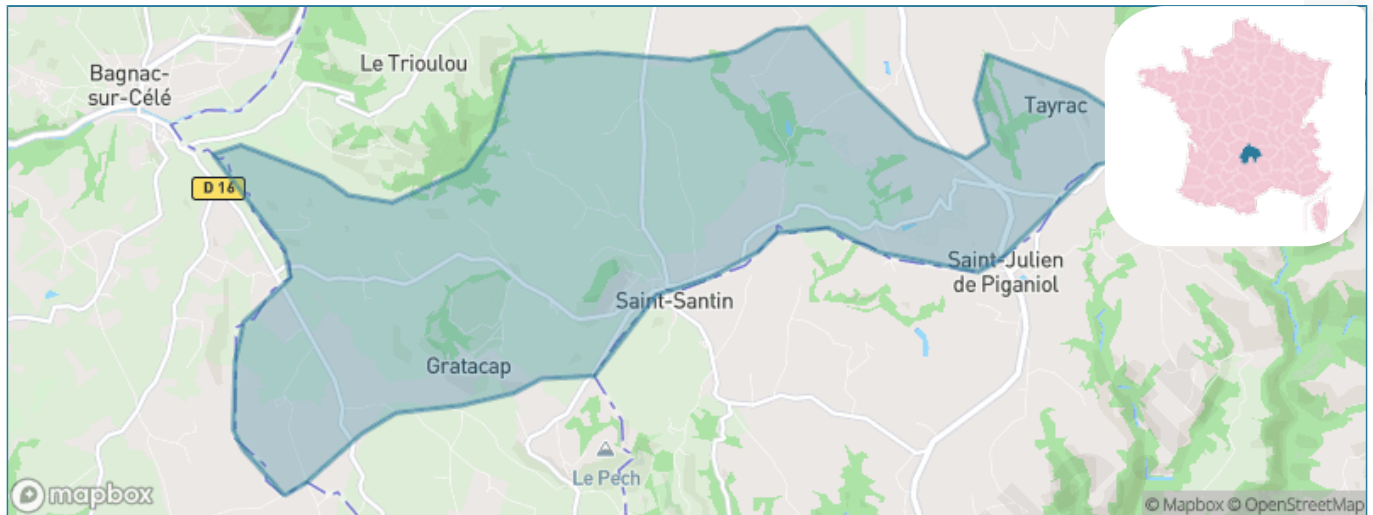 Le Trioulou
Bagnac-
sur-Célé
Tayrac
D 16
Saint-Julien
de Piganiol
Saint-Santin
Gratacap
Le Pech
mapbox
© Mapbox © OpenStreetMap